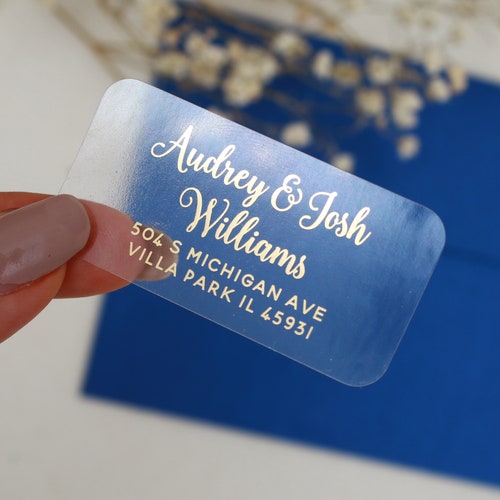 Audrey & Josh
Williams
504 S MICHIGAN AVE
VILLA PARK IL 45931